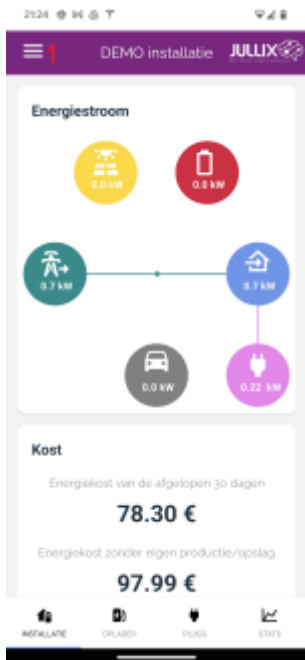 21:24
1
DEMO installatie
JULLIX
Energiestroom
0.0 kW
0.0 kW
0.7 kW
0.7 kW
0.0 kW
0.22 kW
Kost
Energiekost van de afgelopen 30 dagen
78.30 €
Energiekost zonder eigen productie/opslag
97.99 €
INSTALLATIE
OPLADER
PLUGS
STATS